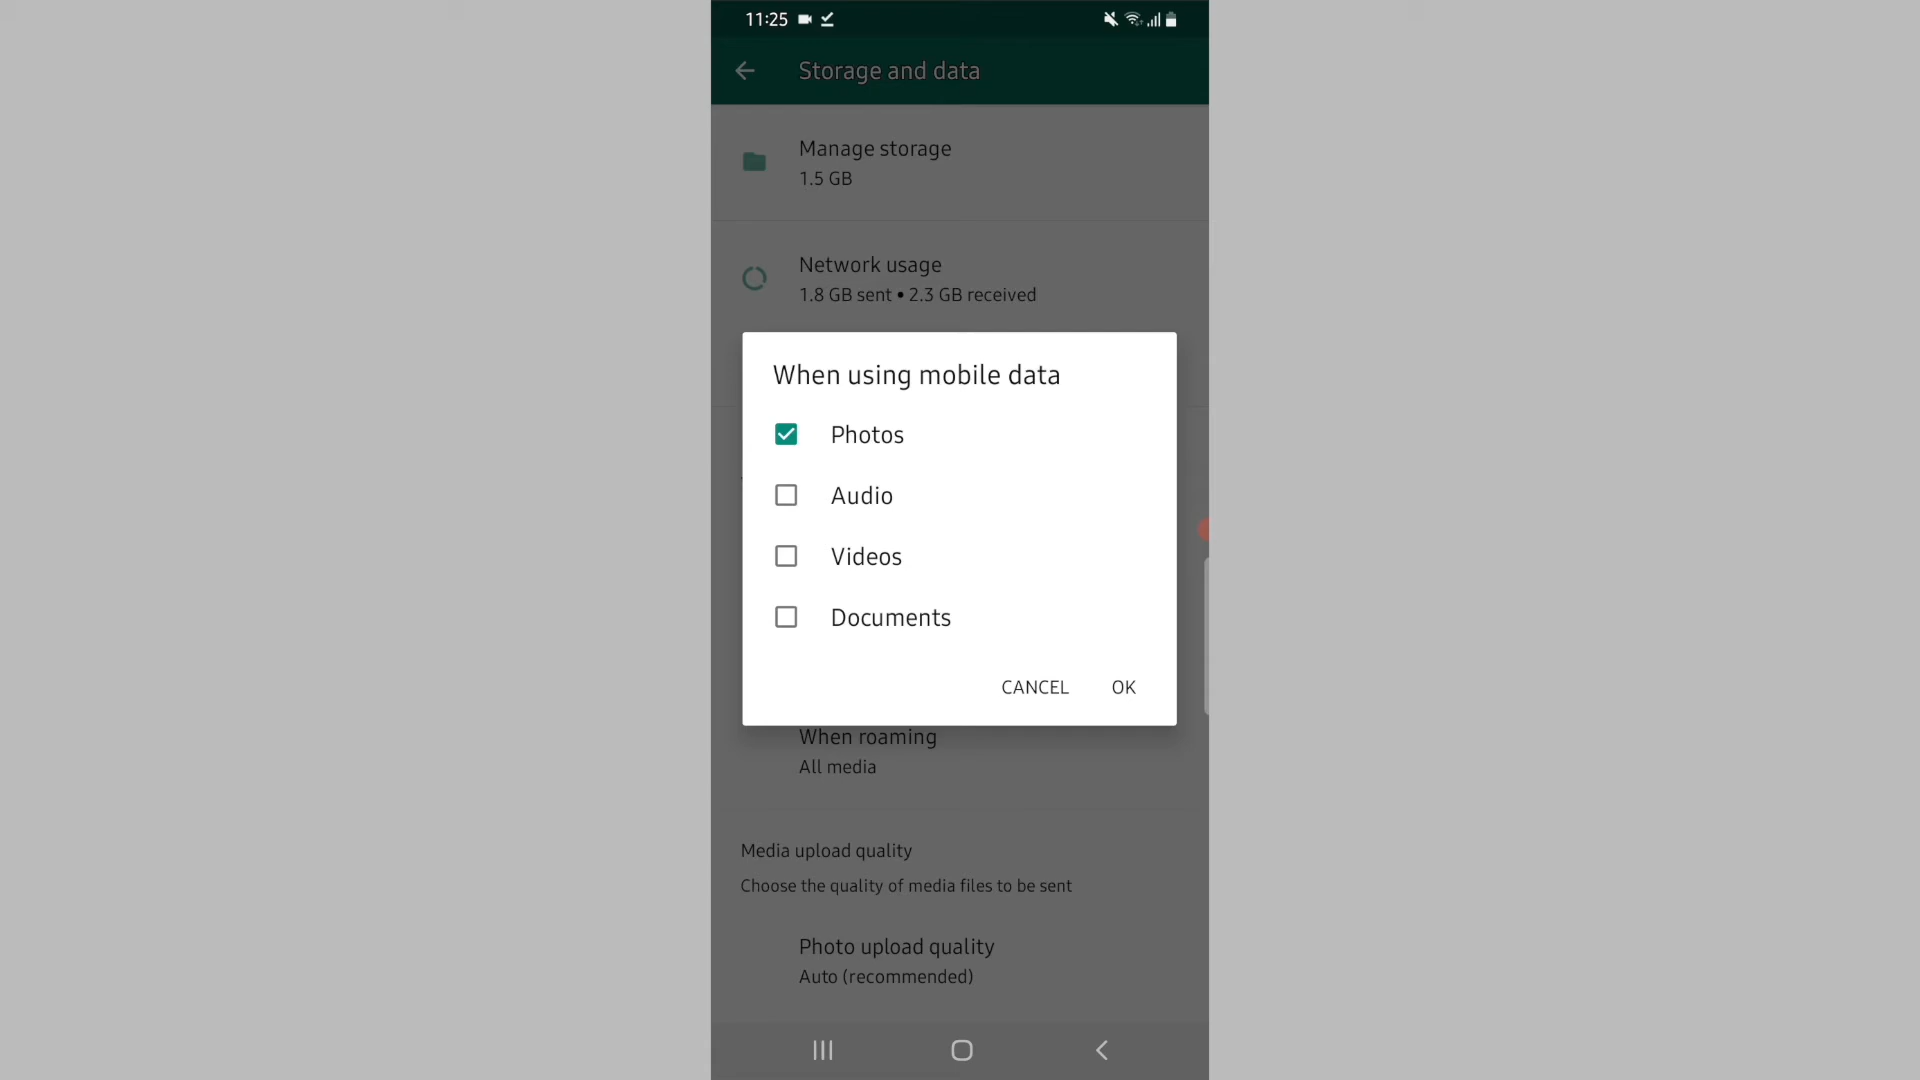 11:25
Storage and data
Manage storage
1.5 GB
Network usage
1.8 GB sent • 2.3 GB received
When using mobile data
Photos
Audio
Videos
Documents
CANCEL OK
When roaming
All media
Media upload quality
Choose the quality of media files to be sent
Photo upload quality
Auto (recommended)